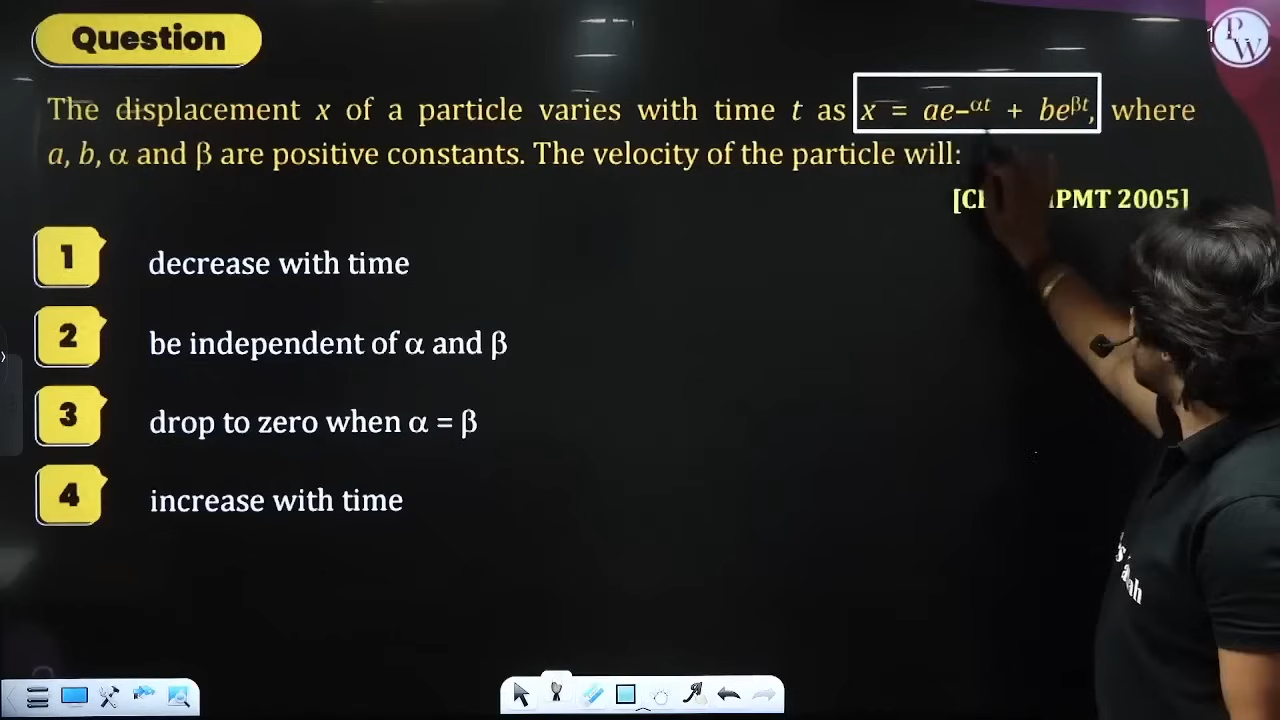 Question
PW
The displacement x of a particle varies with time t as x = ae–ᵅᵗ + beᵝᵗ, where
a, b, α and β are positive constants. The velocity of the particle will:
PMT 2005]
1 decrease with time
2 be independent of α and β
3 drop to zero when α = β
4 increase with time